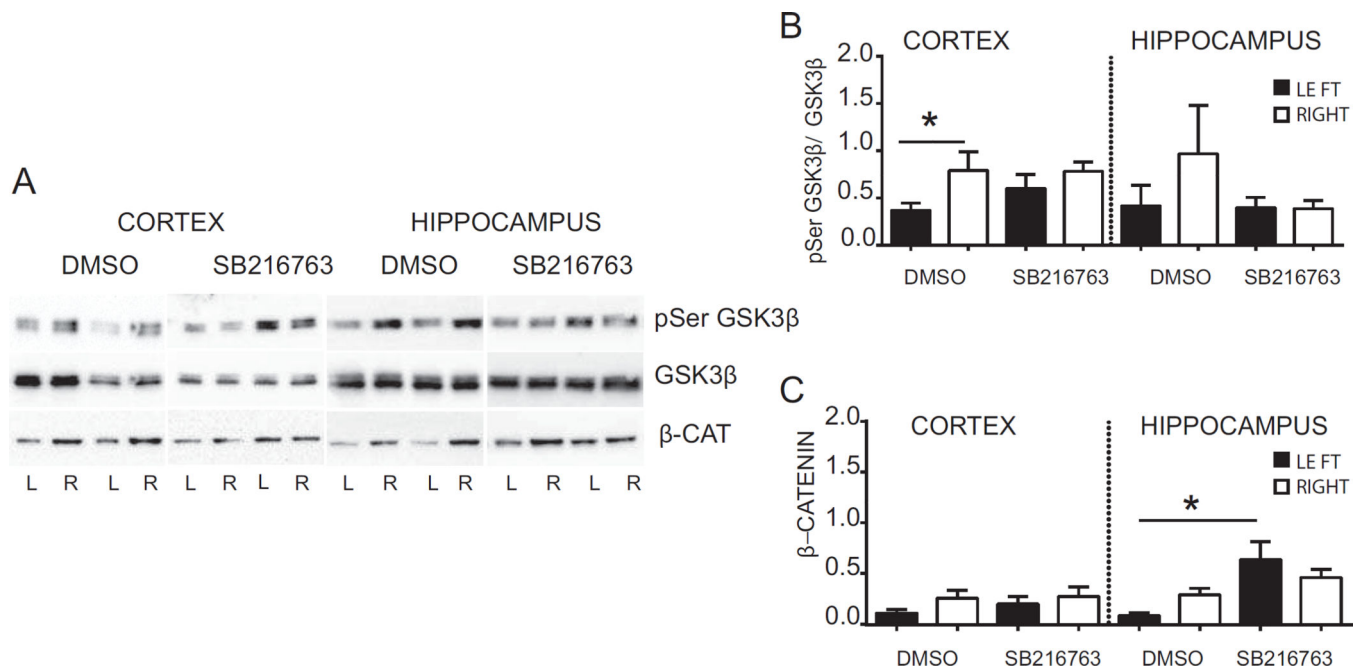 A
CORTEX HIPPOCAMPUS
DMSO SB216763 DMSO SB216763
pSer GSK3β
GSK3β
β-CAT
L R L R L R L R L R L R L R L R
B
CORTEX HIPPOCAMPUS
pSer GSK3β/ GSK3β
2.0
1.5
1.0
0.5
0.0
LE FT
RIGHT
*
DMSO SB216763 DMSO SB216763
C
CORTEX HIPPOCAMPUS
β–CATENIN
2.0
1.5
1.0
0.5
0.0
LE FT
RIGHT
*
DMSO SB216763 DMSO SB216763